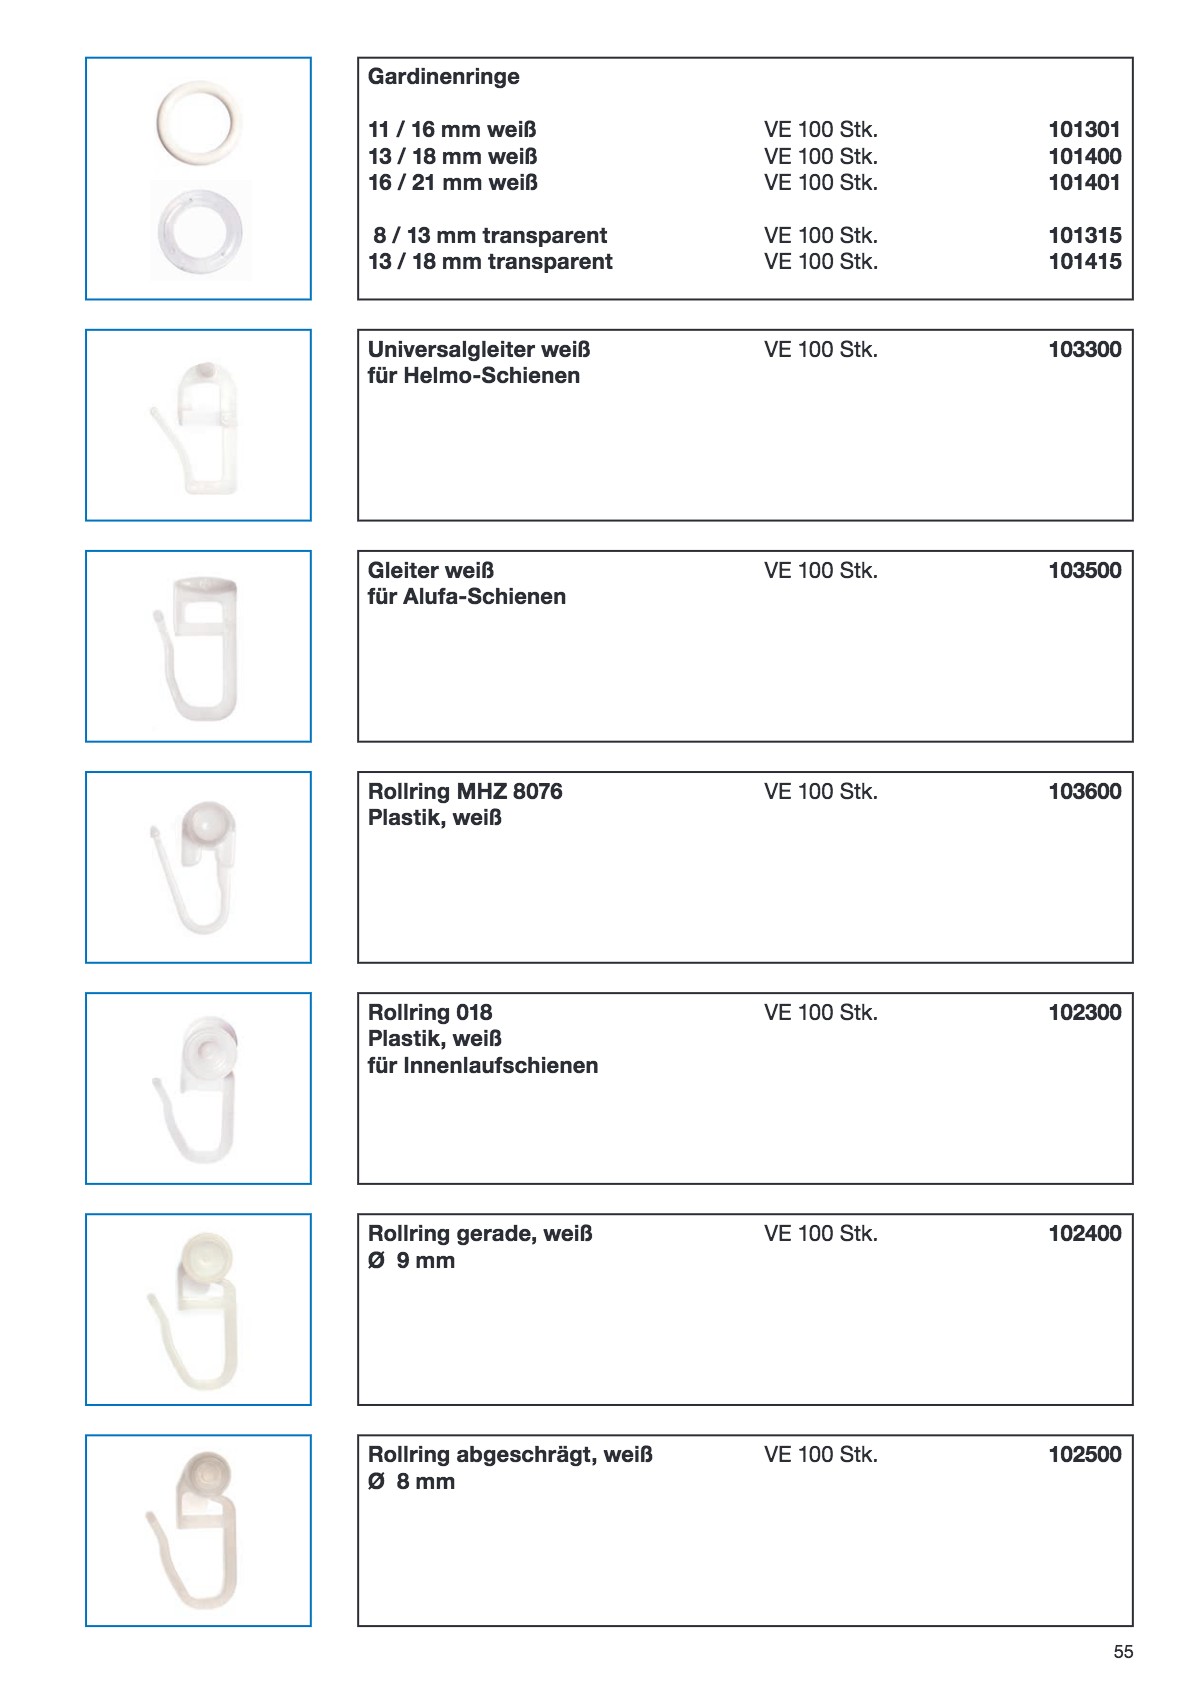 Gardinenringe
11 / 16 mm weiß VE 100 Stk. 101301
13 / 18 mm weiß VE 100 Stk. 101400
16 / 21 mm weiß VE 100 Stk. 101401
8 / 13 mm transparent VE 100 Stk. 101315
13 / 18 mm transparent VE 100 Stk. 101415
Universalgleiter weiß VE 100 Stk. 103300
für Helmo-Schienen
Gleiter weiß VE 100 Stk. 103500
für Alufa-Schienen
Rollring MHZ 8076 VE 100 Stk. 103600
Plastik, weiß
Rollring 018 VE 100 Stk. 102300
Plastik, weiß
für Innenlaufschienen
Rollring gerade, weiß VE 100 Stk. 102400
Ø 9 mm
Rollring abgeschrägt, weiß VE 100 Stk. 102500
Ø 8 mm
55